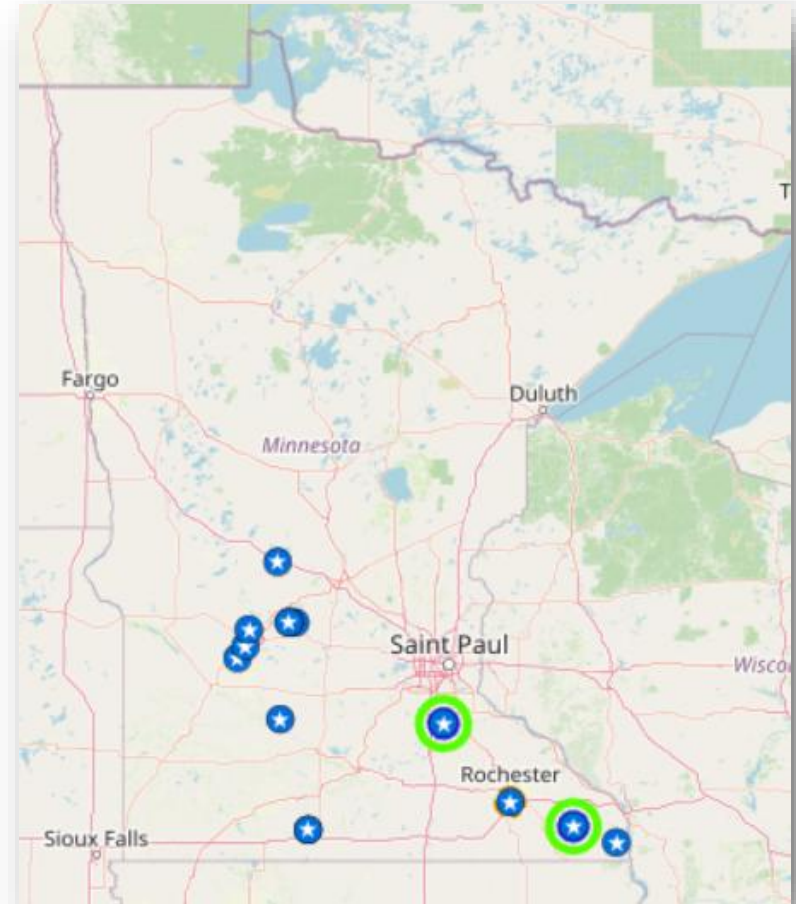 T
Fargo
Duluth
Minnesota
Saint Paul
Wisco
Rochester
Sioux Falls